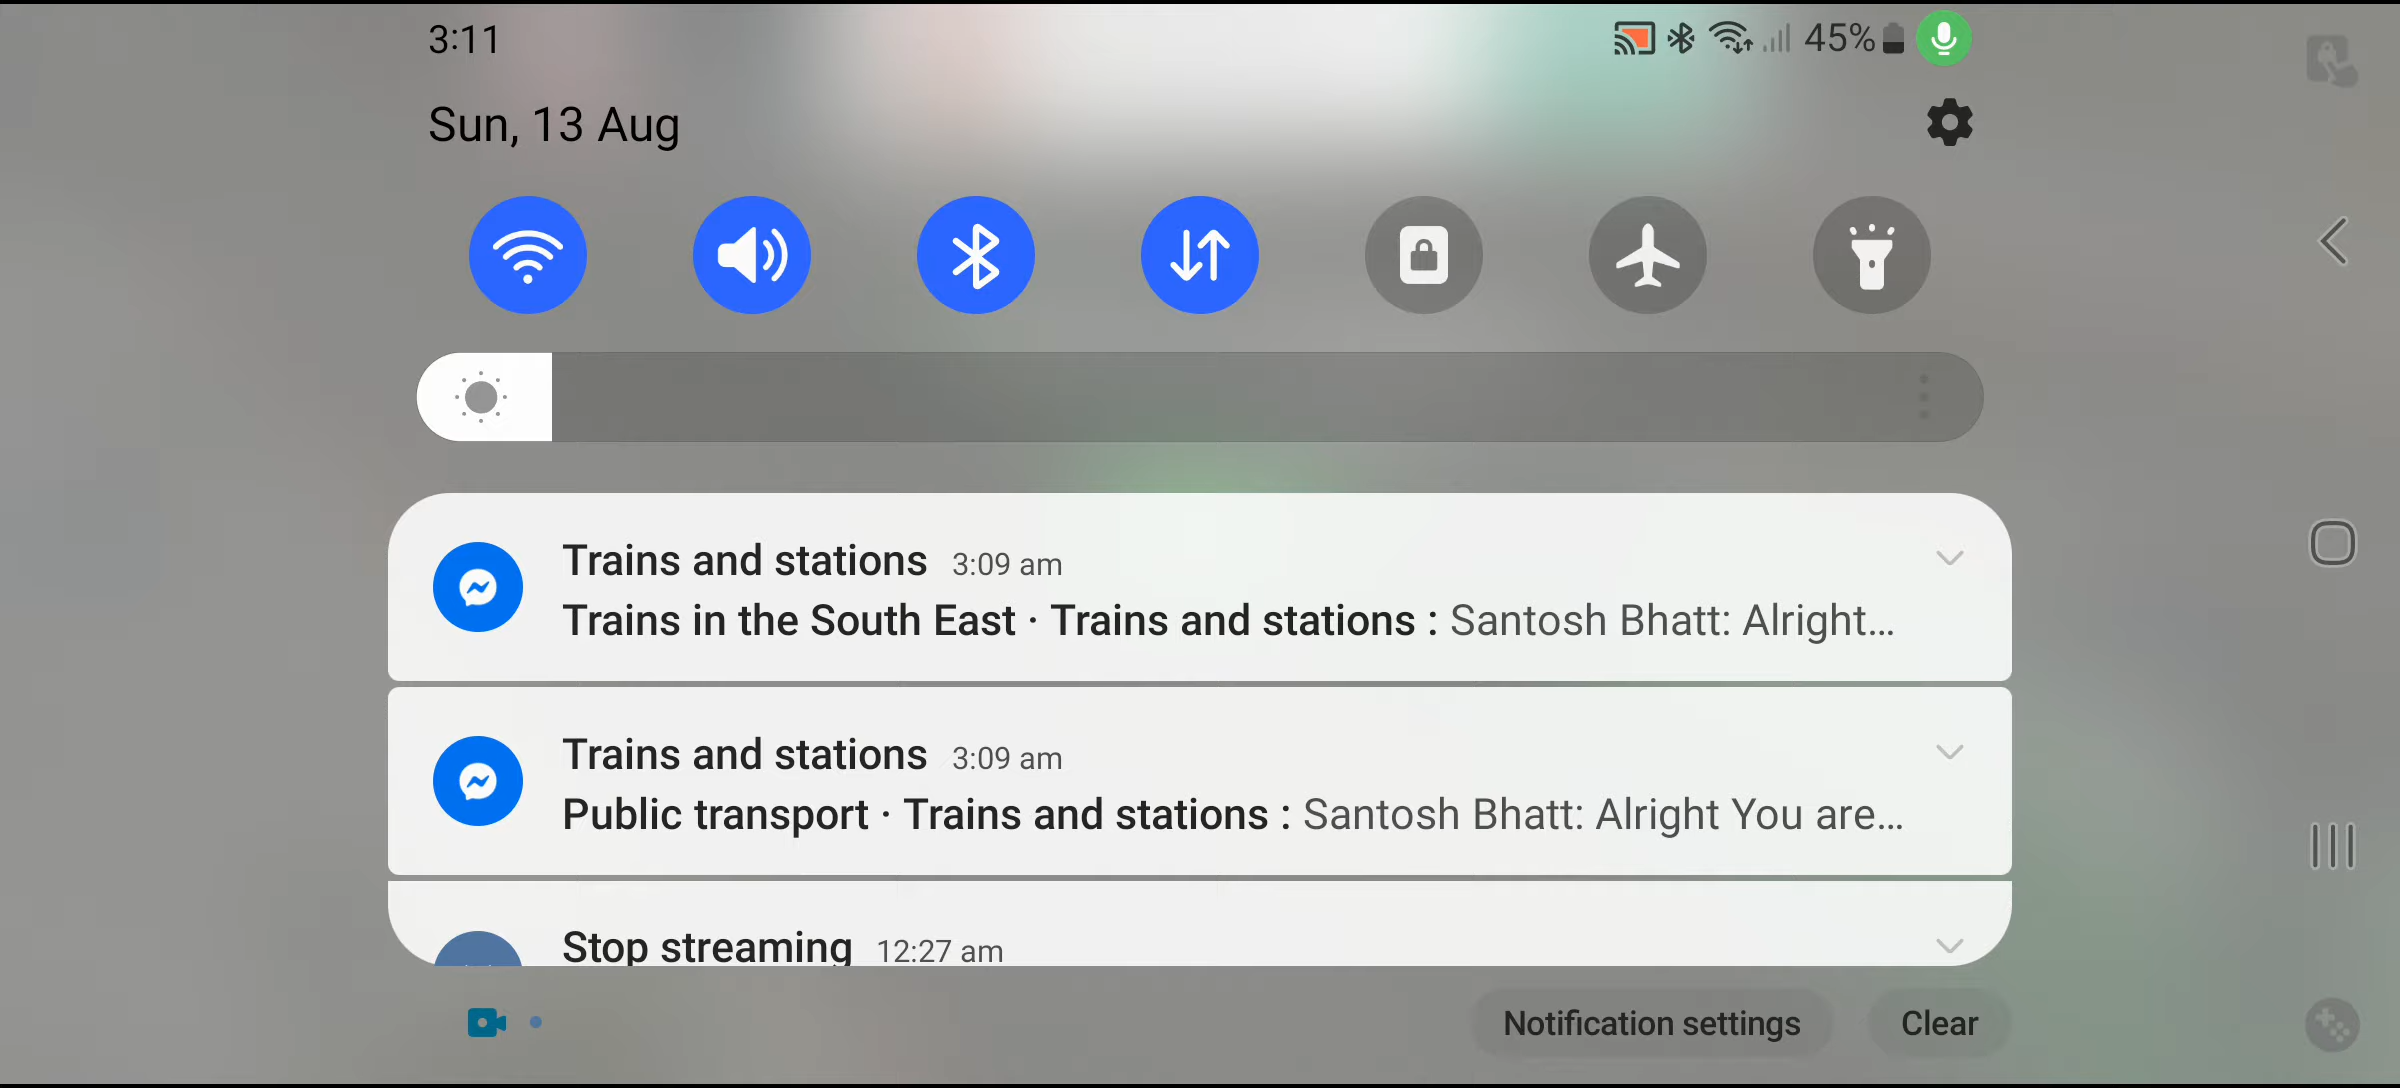 3:11
45%
Sun, 13 Aug
Trains and stations 3:09 am
Trains in the South East · Trains and stations : Santosh Bhatt: Alright...
Trains and stations 3:09 am
Public transport · Trains and stations : Santosh Bhatt: Alright You are...
Stop streaming 12:27 am
Notification settings
Clear